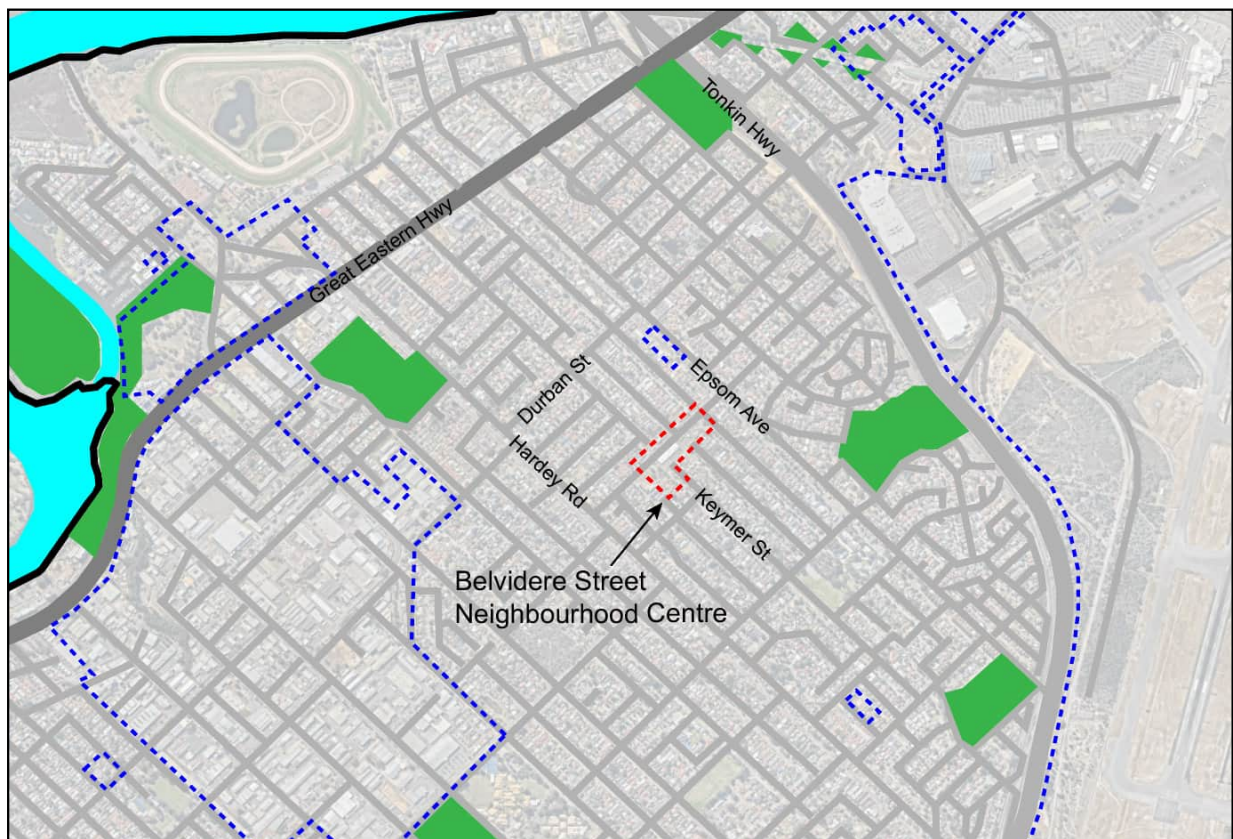 Tonkin Hwy
Great Eastern Hwy
Durban St
Epsom Ave
Hardey Rd
Keymer St
Belvidere Street
Neighbourhood Centre